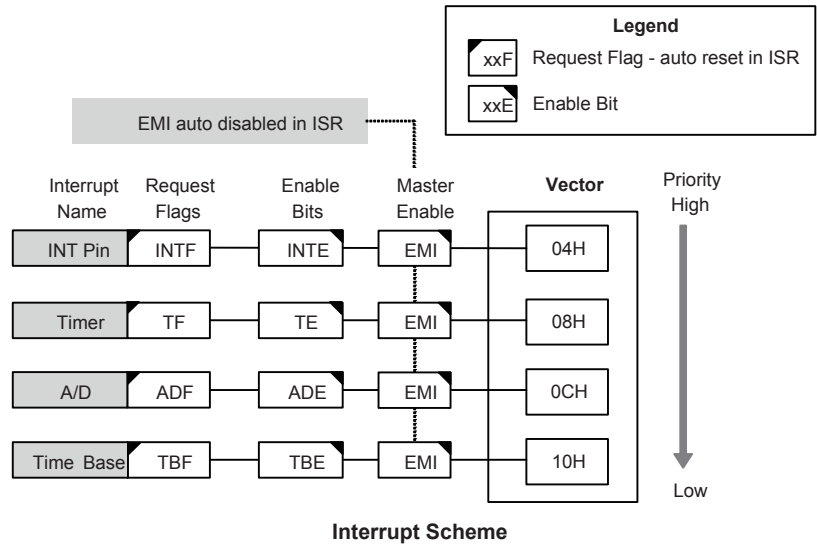 Legend
xxF Request Flag - auto reset in ISR
xxE Enable Bit
EMI auto disabled in ISR
Interrupt Name
Request Flags
Enable Bits
Master Enable
Vector
Priority
High
INT Pin INTF INTE EMI 04H
Timer TF TE EMI 08H
A/D ADF ADE EMI 0CH
Time Base TBF TBE EMI 10H
Low
Interrupt Scheme